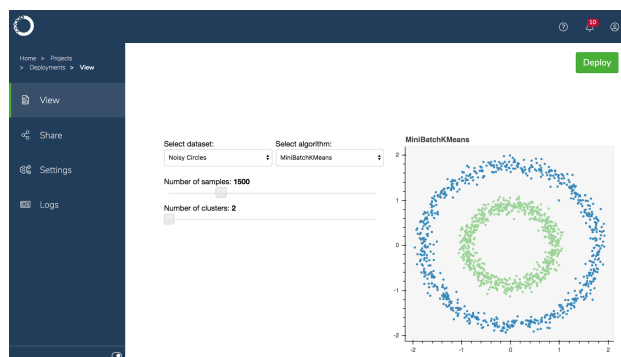 10
Home > Projects
> Deployments > View
Deploy
View
Share
Settings
Logs
Select dataset:
Select algorithm:
Noisy Circles
MiniBatchKMeans
Number of samples: 1500
Number of clusters: 2
MiniBatchKMeans
2
1
0
-1
-2
-2
-1
0
1
2